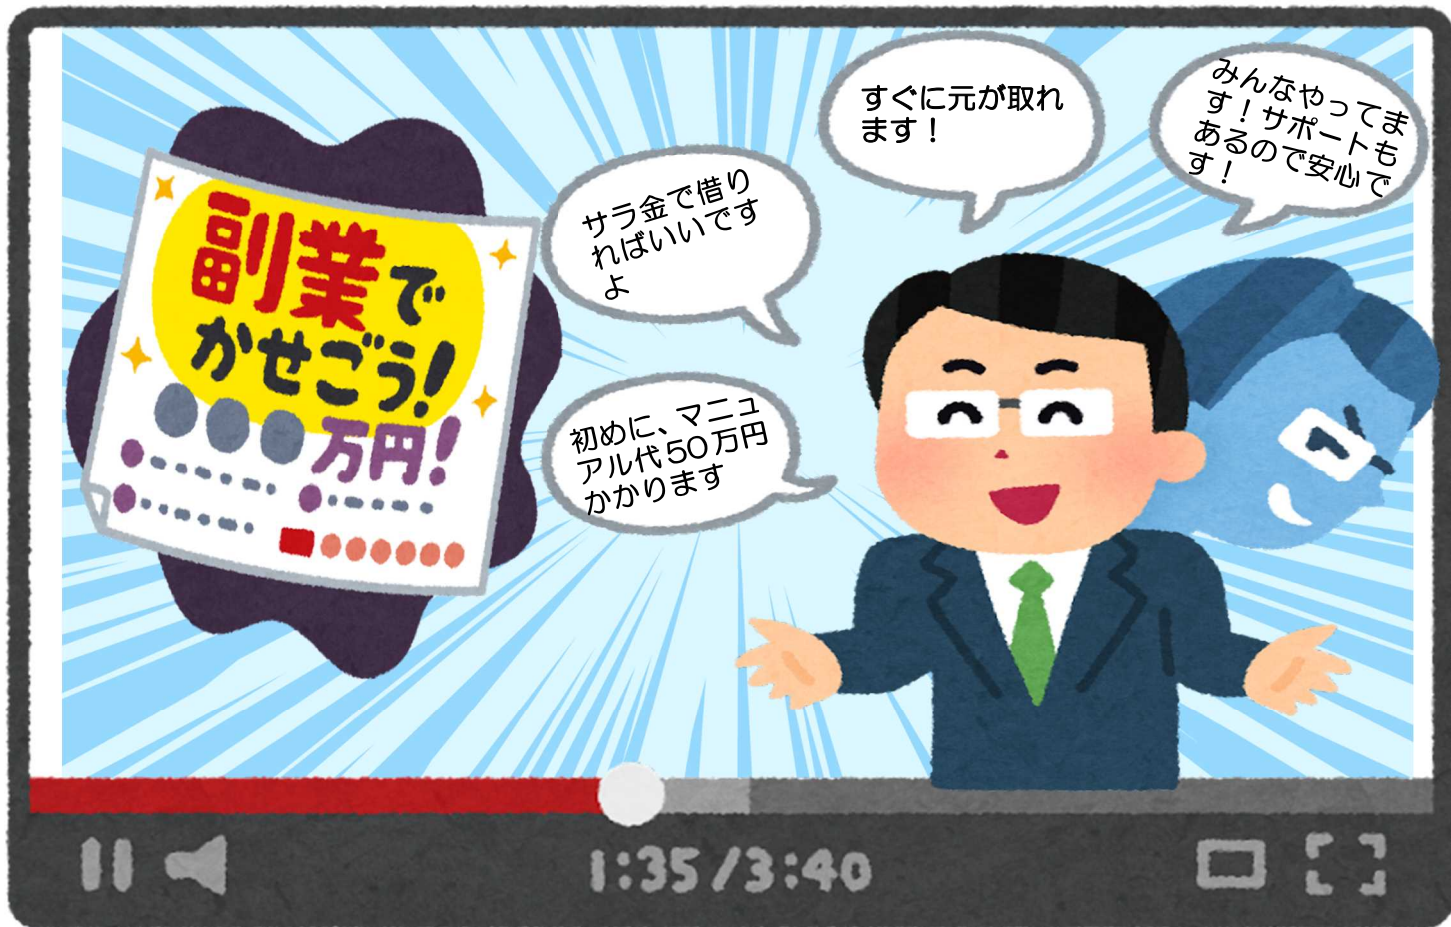 副業で
かせごう!
万円!
サラ金で借り
ればいいです
よ
初めに、マニュ
アル代50万円
かかります
すぐに元が取れ
ます！
みんなやってま
す！サポートも
あるので安心で
す！
1:35/3:40